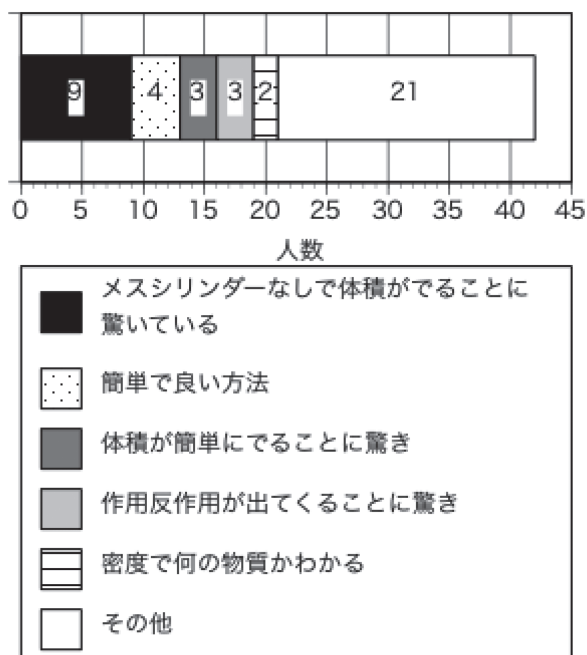 9 4 3 3 2 21
0 5 10 15 20 25 30 35 40 45
人数
メスシリンダーなしで体積がでることに
驚いている
簡単で良い方法
体積が簡単にでることに驚き
作用反作用が出てくることに驚き
密度で何の物質かわかる
その他